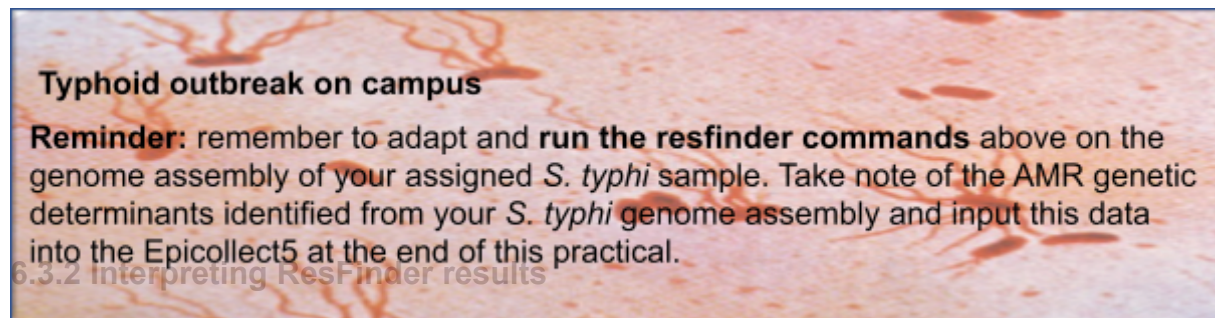 Typhoid outbreak on campus
Reminder: remember to adapt and run the resfinder commands above on the
genome assembly of your assigned S. typhi sample. Take note of the AMR genetic
determinants identified from your S. typhi genome assembly and input this data
into the Epicollect5 at the end of this practical.
6.3.2 Interpreting ResFinder results